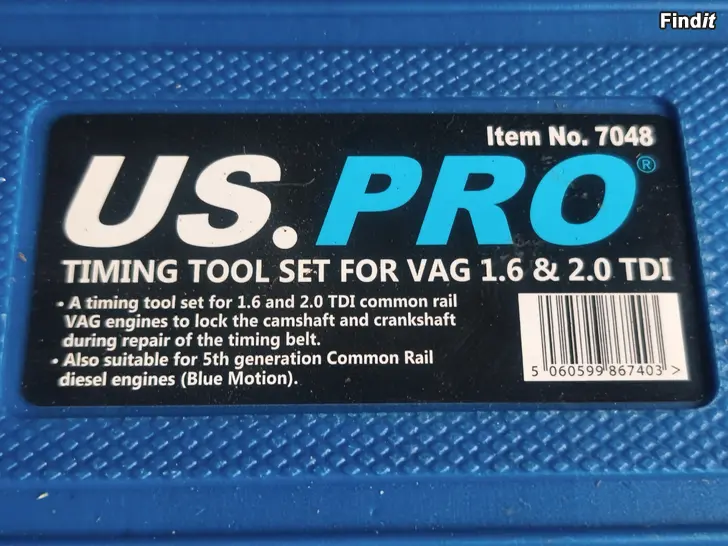 Findit
Item No. 7048
US.PRO®
TIMING TOOL SET FOR VAG 1.6 & 2.0 TDI
• A timing tool set for 1.6 and 2.0 TDI common rail
VAG engines to lock the camshaft and crankshaft
during repair of the timing belt.
• Also suitable for 5th generation Common Rail
diesel engines (Blue Motion).
5 060599 867403 >